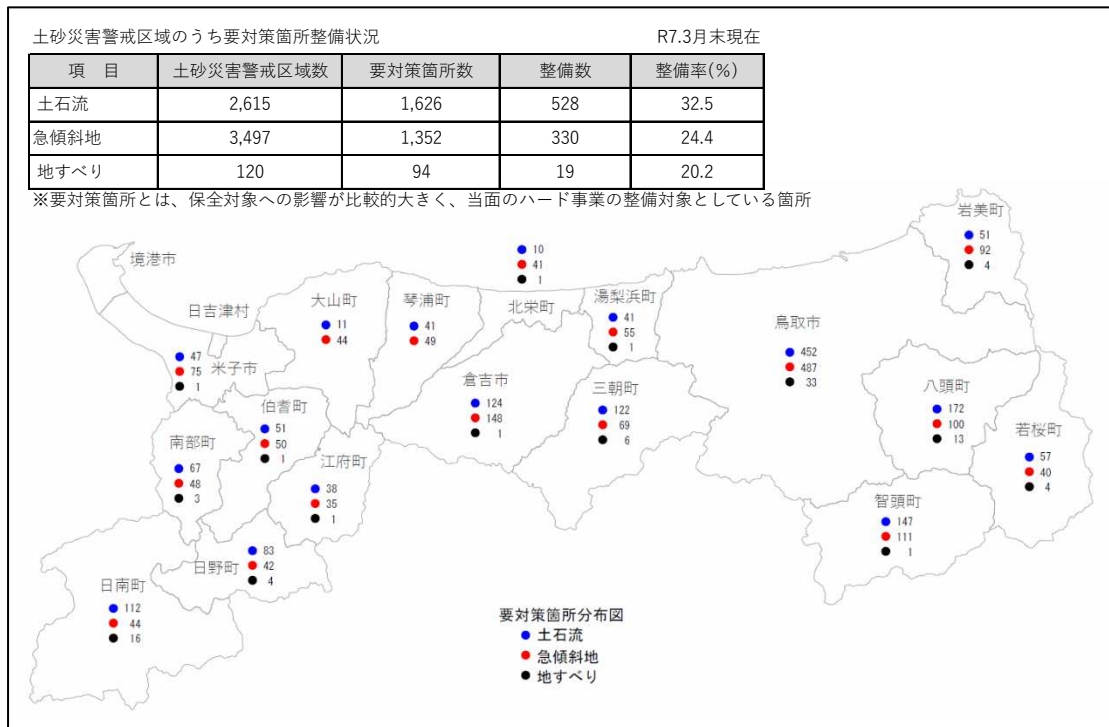 土砂災害警戒区域のうち要対策箇所整備状況 R7.3月末現在
項　目 土砂災害警戒区域数 要対策箇所数 整備数 整備率(%)
土石流 2,615 1,626 528 32.5
急傾斜地 3,497 1,352 330 24.4
地すべり 120 94 19 20.2
※要対策箇所とは、保全対象への影響が比較的大きく、当面のハード事業の整備対象としている箇所
岩美町
51
92
4
境港市
日吉津村
米子市
47
75
1
大山町
11
44
琴浦町
41
49
10
41
1
北栄町
湯梨浜町
41
55
1
鳥取市
452
487
33
倉吉市
124
148
1
三朝町
122
69
6
八頭町
172
100
13
若桜町
57
40
4
智頭町
147
111
1
伯耆町
51
50
1
南部町
67
48
3
江府町
38
35
1
日野町
83
42
4
日南町
112
44
16
要対策箇所分布図
土石流
急傾斜地
地すべり